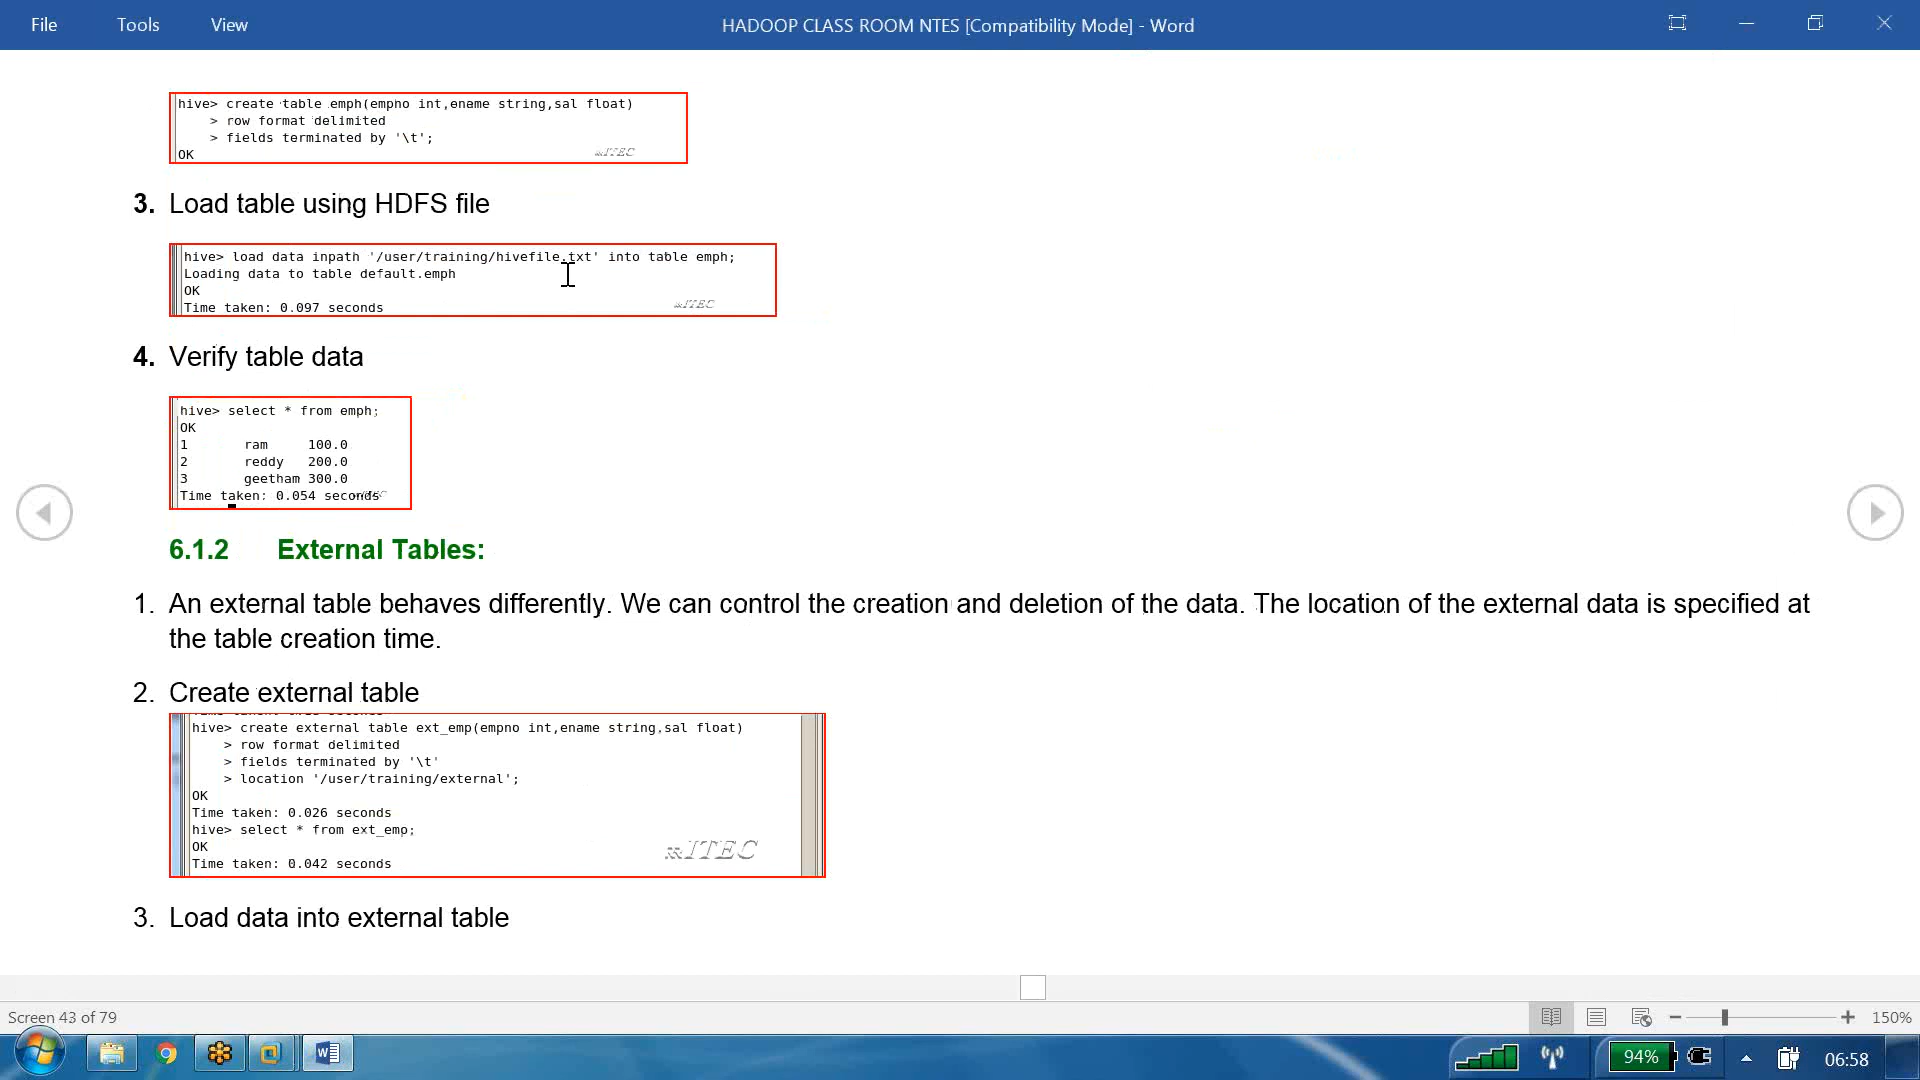 File
Tools
View
HADOOP CLASS ROOM NTES [Compatibility Mode] - Word
hive> create table emph(empho int,ename string,sal float)
> row format delimited
> fields terminated by '\t';
OK
ITEC
3. Load table using HDFS file
hive> load data inpath '/user/training/hivefile.txt' into table emph;
Loading data to table default.emph
OK
Time taken: 0.097 seconds
ITEC
4. Verify table data
hive> select * from emph;
OK
1 ram 100.0
2 reddy 200.0
3 geetham 300.0
Time taken: 0.054 seconds
6.1.2 External Tables:
1. An external table behaves differently. We can control the creation and deletion of the data. The location of the external data is specified at
the table creation time.
2. Create external table
hive> create external table ext_emp(empno int,ename string,sal float)
> row format delimited
> fields terminated by '\t'
> location '/user/training/external';
OK
Time taken: 0.026 seconds
hive> select * from ext_emp;
OK
Time taken: 0.042 seconds
ITEC
3. Load data into external table
Screen 43 of 79
150%
94%
06:58